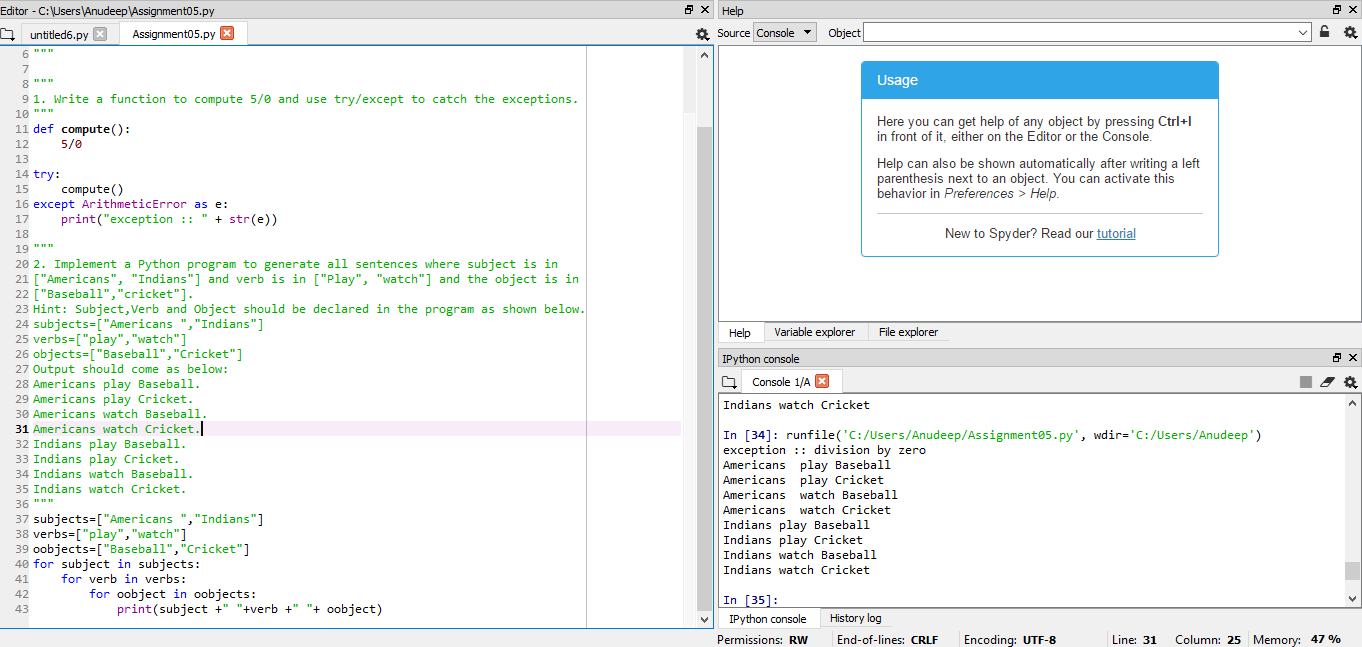 Editor - C:\Users\Anudeep\Assignment05.py
untitled6.py
Assignment05.py
6 """
7
8 """
9 1. Write a function to compute 5/0 and use try/except to catch the exceptions.
10 """
11 def compute():
12     5/0
13
14 try:
15     compute()
16 except ArithmeticError as e:
17     print("exception :: " + str(e))
18
19 """
20 2. Implement a Python program to generate all sentences where subject is in
21 ["Americans", "Indians"] and verb is in ["Play", "watch"] and the object is in
22 ["Baseball","cricket"].
23 Hint: Subject,Verb and Object should be declared in the program as shown below.
24 subjects=["Americans ","Indians"]
25 verbs=["play","watch"]
26 objects=["Baseball","Cricket"]
27 Output should come as below:
28 Americans play Baseball.
29 Americans play Cricket.
30 Americans watch Baseball.
31 Americans watch Cricket.
32 Indians play Baseball.
33 Indians play Cricket.
34 Indians watch Baseball.
35 Indians watch Cricket.
36 """
37 subjects=["Americans ","Indians"]
38 verbs=["play","watch"]
39 oobjects=["Baseball","Cricket"]
40 for subject in subjects:
41     for verb in verbs:
42         for oobject in oobjects:
43             print(subject +" "+verb +" "+ oobject)
Help
Source Console Object
Usage
Here you can get help of any object by pressing Ctrl+I
in front of it, either on the Editor or the Console.
Help can also be shown automatically after writing a left
parenthesis next to an object. You can activate this
behavior in Preferences > Help.
New to Spyder? Read our tutorial
Help Variable explorer File explorer
IPython console
Console 1/A
Indians watch Cricket
In [34]: runfile('C:/Users/Anudeep/Assignment05.py', wdir='C:/Users/Anudeep')
exception :: division by zero
Americans  play Baseball
Americans  play Cricket
Americans  watch Baseball
Americans  watch Cricket
Indians play Baseball
Indians play Cricket
Indians watch Baseball
Indians watch Cricket
In [35]:
IPython console History log
Permissions: RW End-of-lines: CRLF Encoding: UTF-8 Line: 31 Column: 25 Memory: 47 %